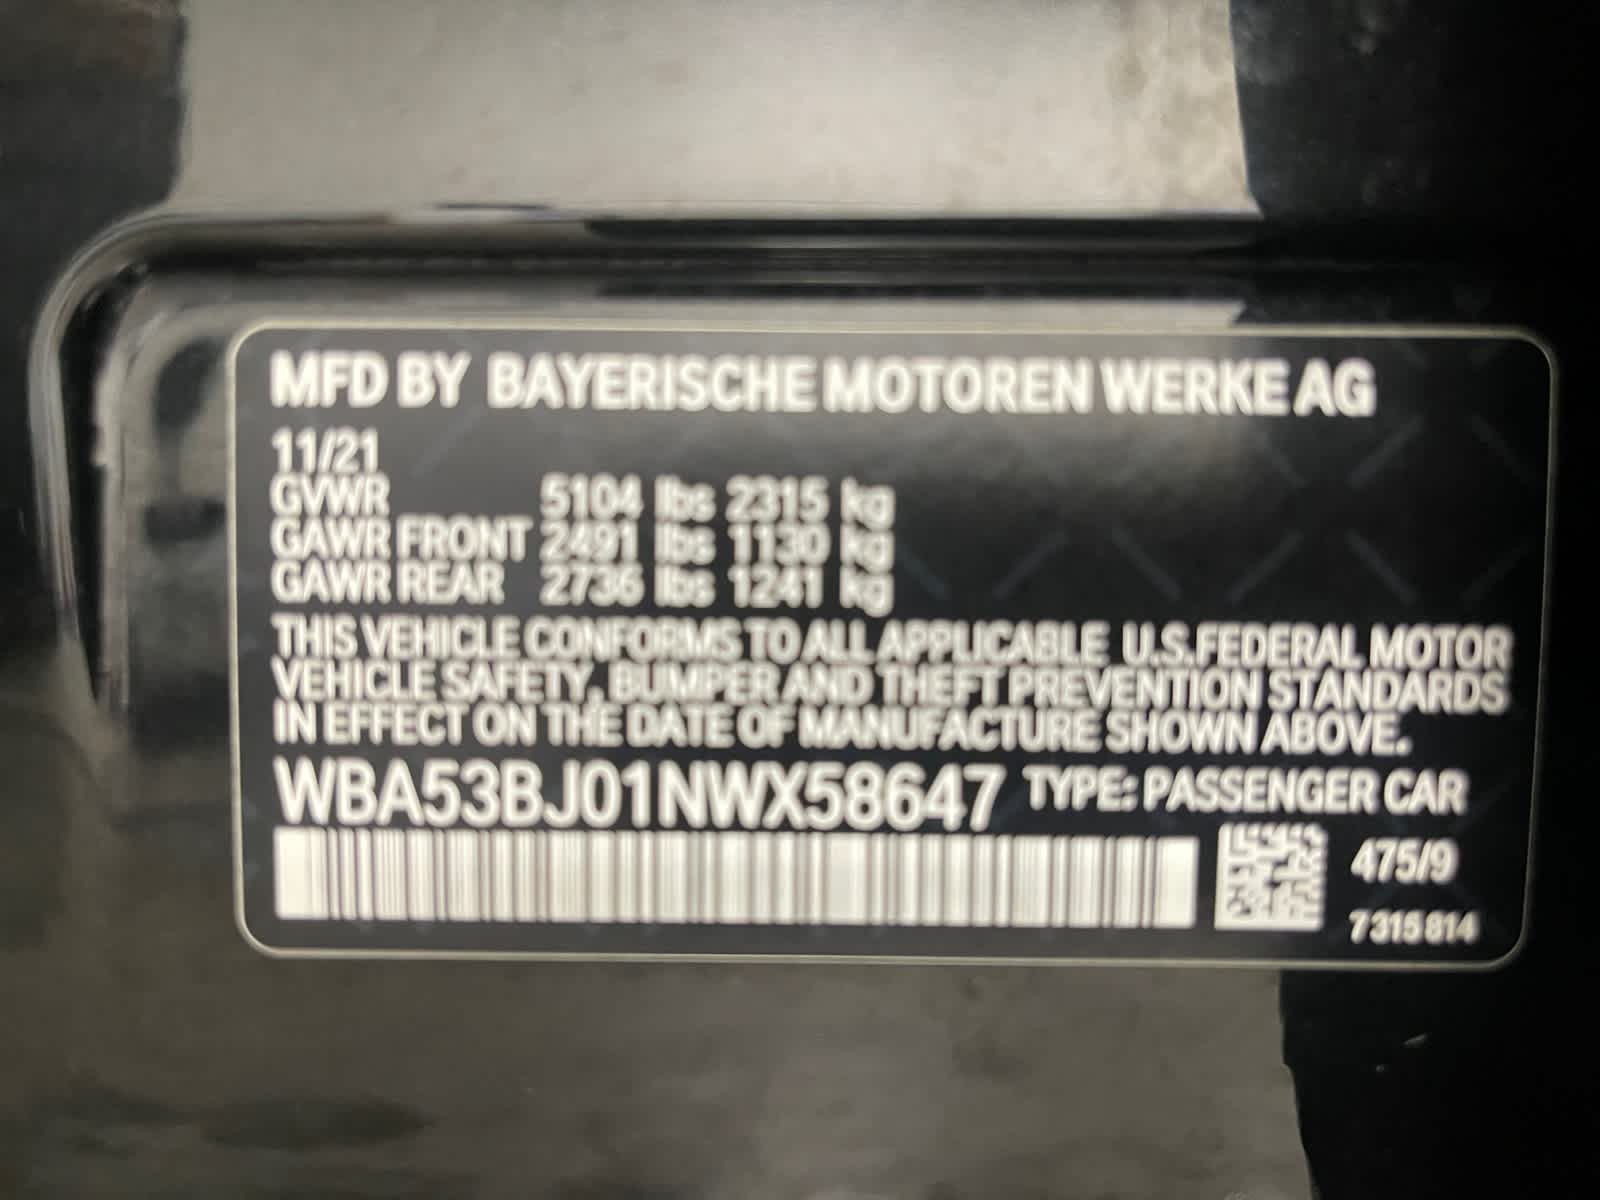 MFD BY BAYERISCHE MOTOREN WERKE AG
11/21
GVWR 5104 lbs 2315 kg
GAWR FRONT 2491 lbs 1130 kg
GAWR REAR 2736 lbs 1241 kg
THIS VEHICLE CONFORMS TO ALL APPLICABLE U.S.FEDERAL MOTOR
VEHICLE SAFETY, BUMPER AND THEFT PREVENTION STANDARDS
IN EFFECT ON THE DATE OF MANUFACTURE SHOWN ABOVE.
WBA53BJ01NWX58647 TYPE: PASSENGER CAR
475/9
7315814